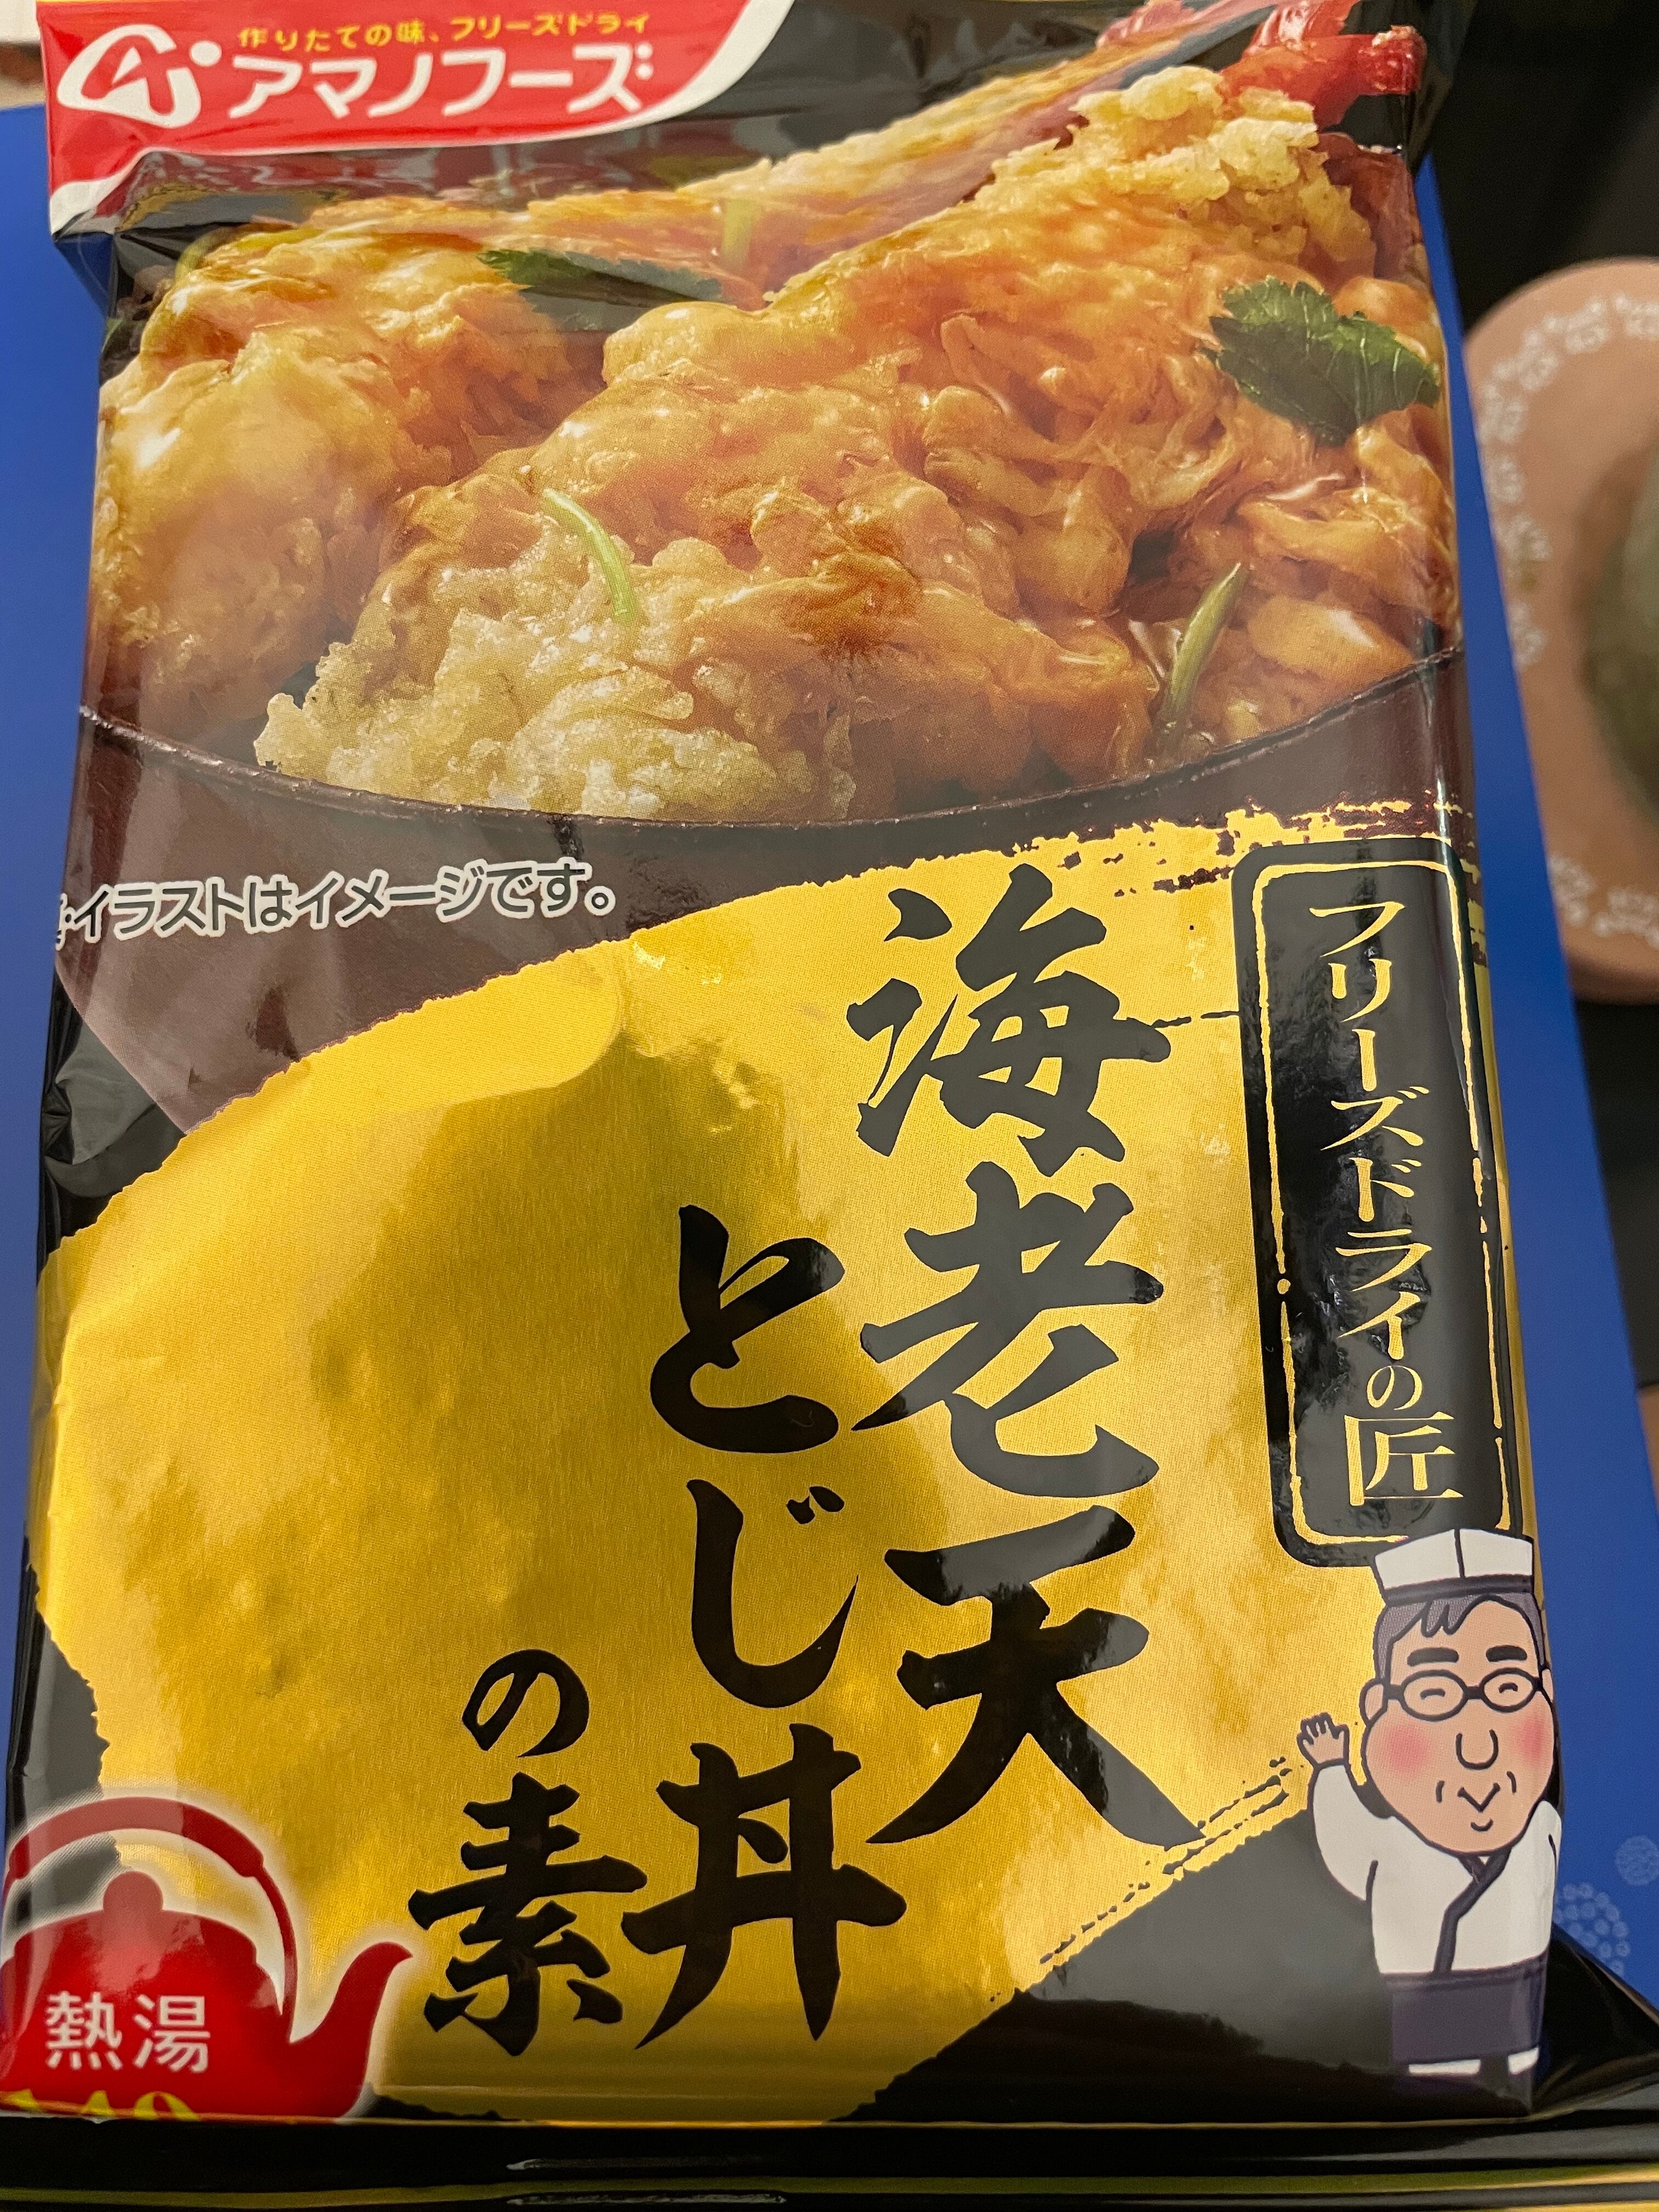 作りたての味、フリーズドライ
アマノフーズ
・イラストはイメージです。
フリーズドライの匠
海老天
とじ丼
の素
熱湯
140